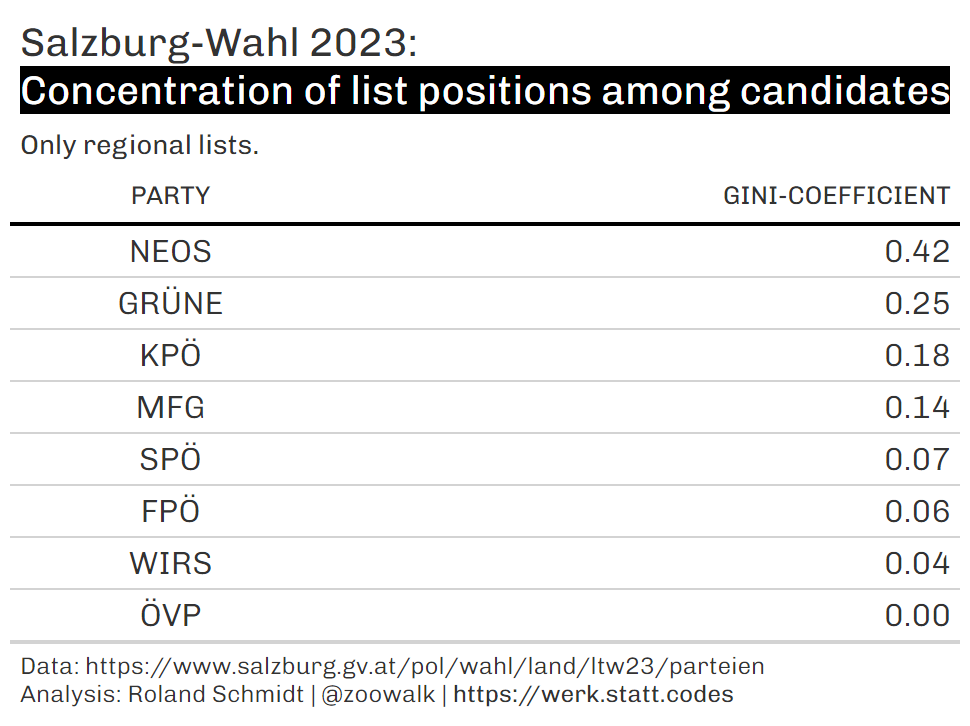 Salzburg-Wahl 2023:
Concentration of list positions among candidates
Only regional lists.
PARTY GINI-COEFFICIENT
NEOS 0.42
GRÜNE 0.25
KPÖ 0.18
MFG 0.14
SPÖ 0.07
FPÖ 0.06
WIRS 0.04
ÖVP 0.00
Data: https://www.salzburg.gv.at/pol/wahl/land/ltw23/parteien
Analysis: Roland Schmidt | @zoowalk | https://werk.statt.codes